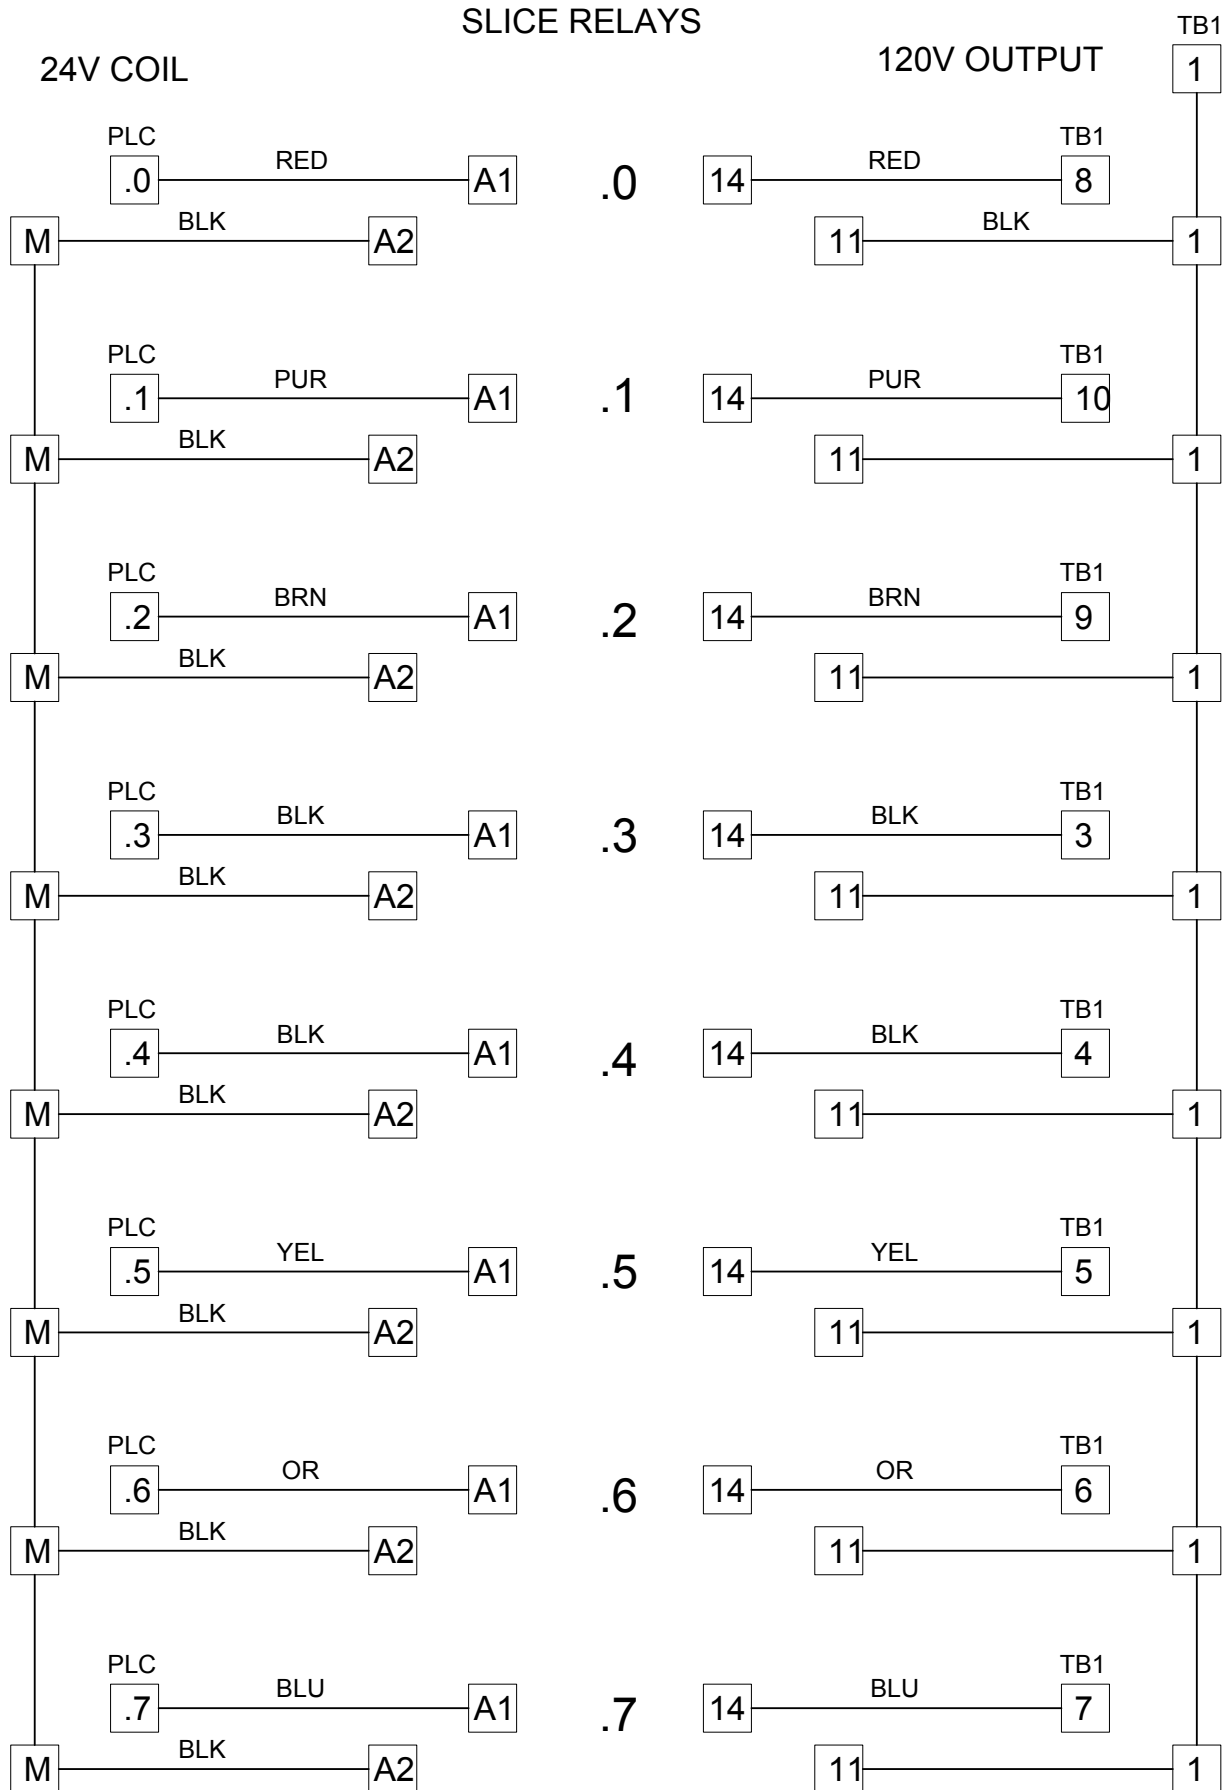 SLICE RELAYS
TB1
24V COIL 120V OUTPUT 1
PLC TB1
.0 RED A1 .0 14 RED 8
M BLK A2 11 BLK 1
PLC TB1
.1 PUR A1 .1 14 PUR 10
M BLK A2 11 1
PLC TB1
.2 BRN A1 .2 14 BRN 9
M BLK A2 11 1
PLC TB1
.3 BLK A1 .3 14 BLK 3
M BLK A2 11 1
PLC TB1
.4 BLK A1 .4 14 BLK 4
M BLK A2 11 1
PLC TB1
.5 YEL A1 .5 14 YEL 5
M BLK A2 11 1
PLC TB1
.6 OR A1 .6 14 OR 6
M BLK A2 11 1
PLC TB1
.7 BLU A1 .7 14 BLU 7
M BLK A2 11 1